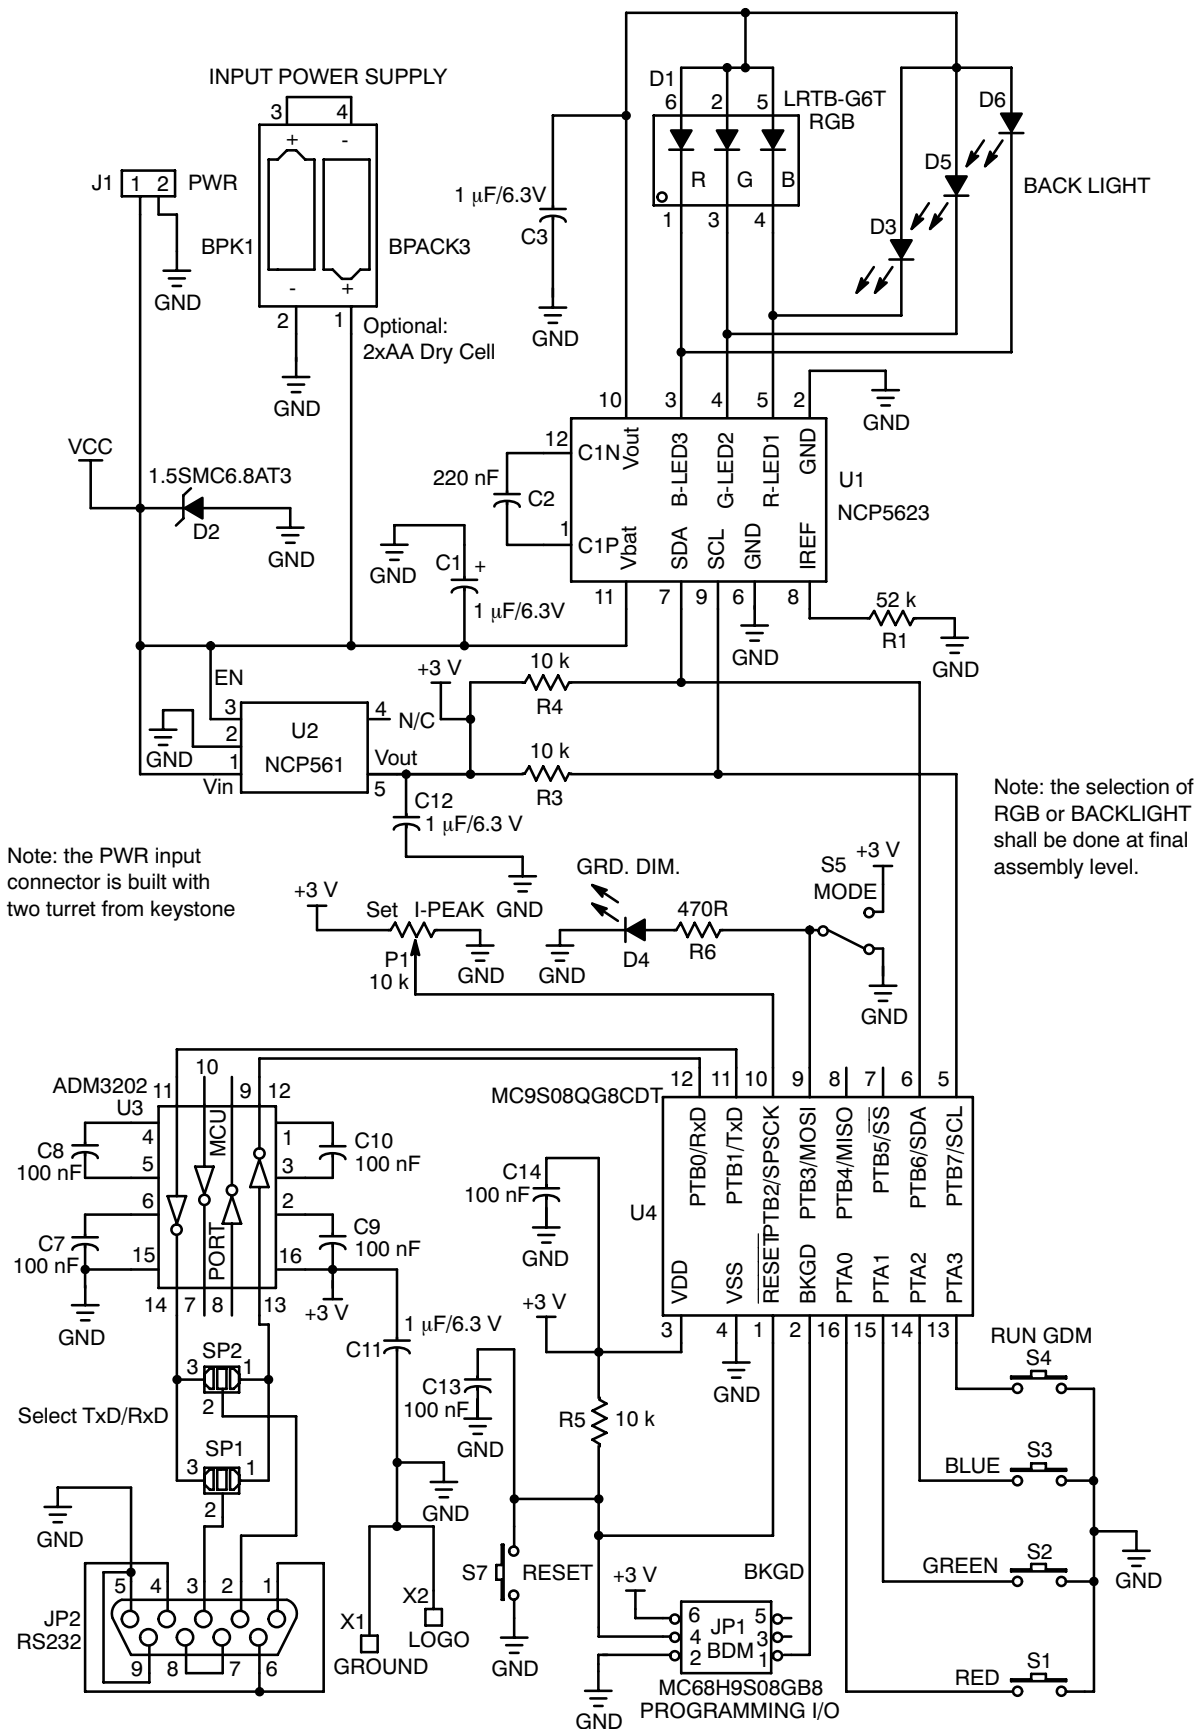 INPUT POWER SUPPLY
3 4
+ -
J1 1 2 PWR
BPK1 BPACK3
GND
- +
2 1
Optional:
2xAA Dry Cell
GND
1 μF/6.3V
C3
GND
D1
6 2 5
LRTB-G6T
RGB
R G B
1 3 4
D6
D5
D3
BACK LIGHT
VCC
1.5SMC6.8AT3
D2
GND
10 3 4 5 2
GND
12 C1N Vout B-LED3 G-LED2 R-LED1 GND
220 nF
C2
U1
NCP5623
1 C1P Vbat SDA SCL GND IREF
11 7 9 6 8
GND
C1 +
1 μF/6.3V
52 k
R1
GND
GND
EN
3 4 N/C
2 U2
GND
1 NCP561 Vout
Vin 5
+3 V
10 k
R4
10 k
R3
C12
1 μF/6.3 V
GND
Note: the selection of
RGB or BACKLIGHT
shall be done at final
assembly level.
Note: the PWR input
connector is built with
two turret from keystone
+3 V
Set I-PEAK
P1
10 k
GND
GRD. DIM.
GND
D4
470R
R6
S5
MODE
+3 V
GND
ADM3202
U3
11 10 9 12
MCU
PORT
C8
100 nF
4
5
6
C7
100 nF
15
GND
1
3
2
16
C10
100 nF
C9
100 nF
14 7 8 13
+3 V
1 μF/6.3 V
C11
MC9S08QG8CDT
12 11 10 9 8 7 6 5
PTB0/RxD PTB1/TxD PTB2/SPSCK PTB3/MOSI PTB4/MISO PTB5/SS PTB6/SDA PTB7/SCL
U4
VDD VSS RESET BKGD PTA0 PTA1 PTA2 PTA3
3 4 1 2 16 15 14 13
C14
100 nF
GND
+3 V
GND
C13
100 nF
GND
R5 10 k
RUN GDM
S4
BLUE S3
GREEN S2
GND
RED S1
SP2
3 1
2
Select TxD/RxD
SP1
3 1
2
GND
GND
5 4 3 2 1
JP2
RS232
9 8 7 6
X1
GROUND
X2
LOGO
S7 RESET
GND
+3 V
BKGD
6 JP1 5
4 BDM 3
2 1
GND
MC68H9S08GB8
PROGRAMMING I/O